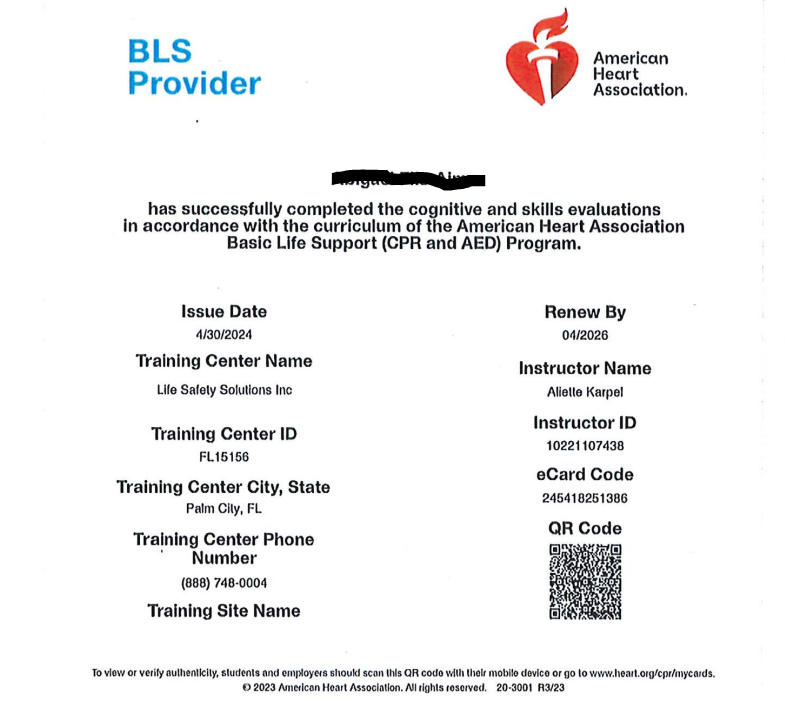 BLS
Provider
American
Heart
Association.
has successfully completed the cognitive and skills evaluations
in accordance with the curriculum of the American Heart Association
Basic Life Support (CPR and AED) Program.
Issue Date
4/30/2024
Training Center Name
Life Safety Solutions Inc
Training Center ID
FL15156
Training Center City, State
Palm City, FL
Training Center Phone
Number
(888) 748-0004
Training Site Name
Renew By
04/2026
Instructor Name
Aliette Karpel
Instructor ID
10221107438
eCard Code
245418251386
QR Code
To view or verify authenticity, students and employers should scan this QR code with their mobile device or go to www.heart.org/cpr/mycards.
© 2023 American Heart Association. All rights reserved. 20-3001 R3/23